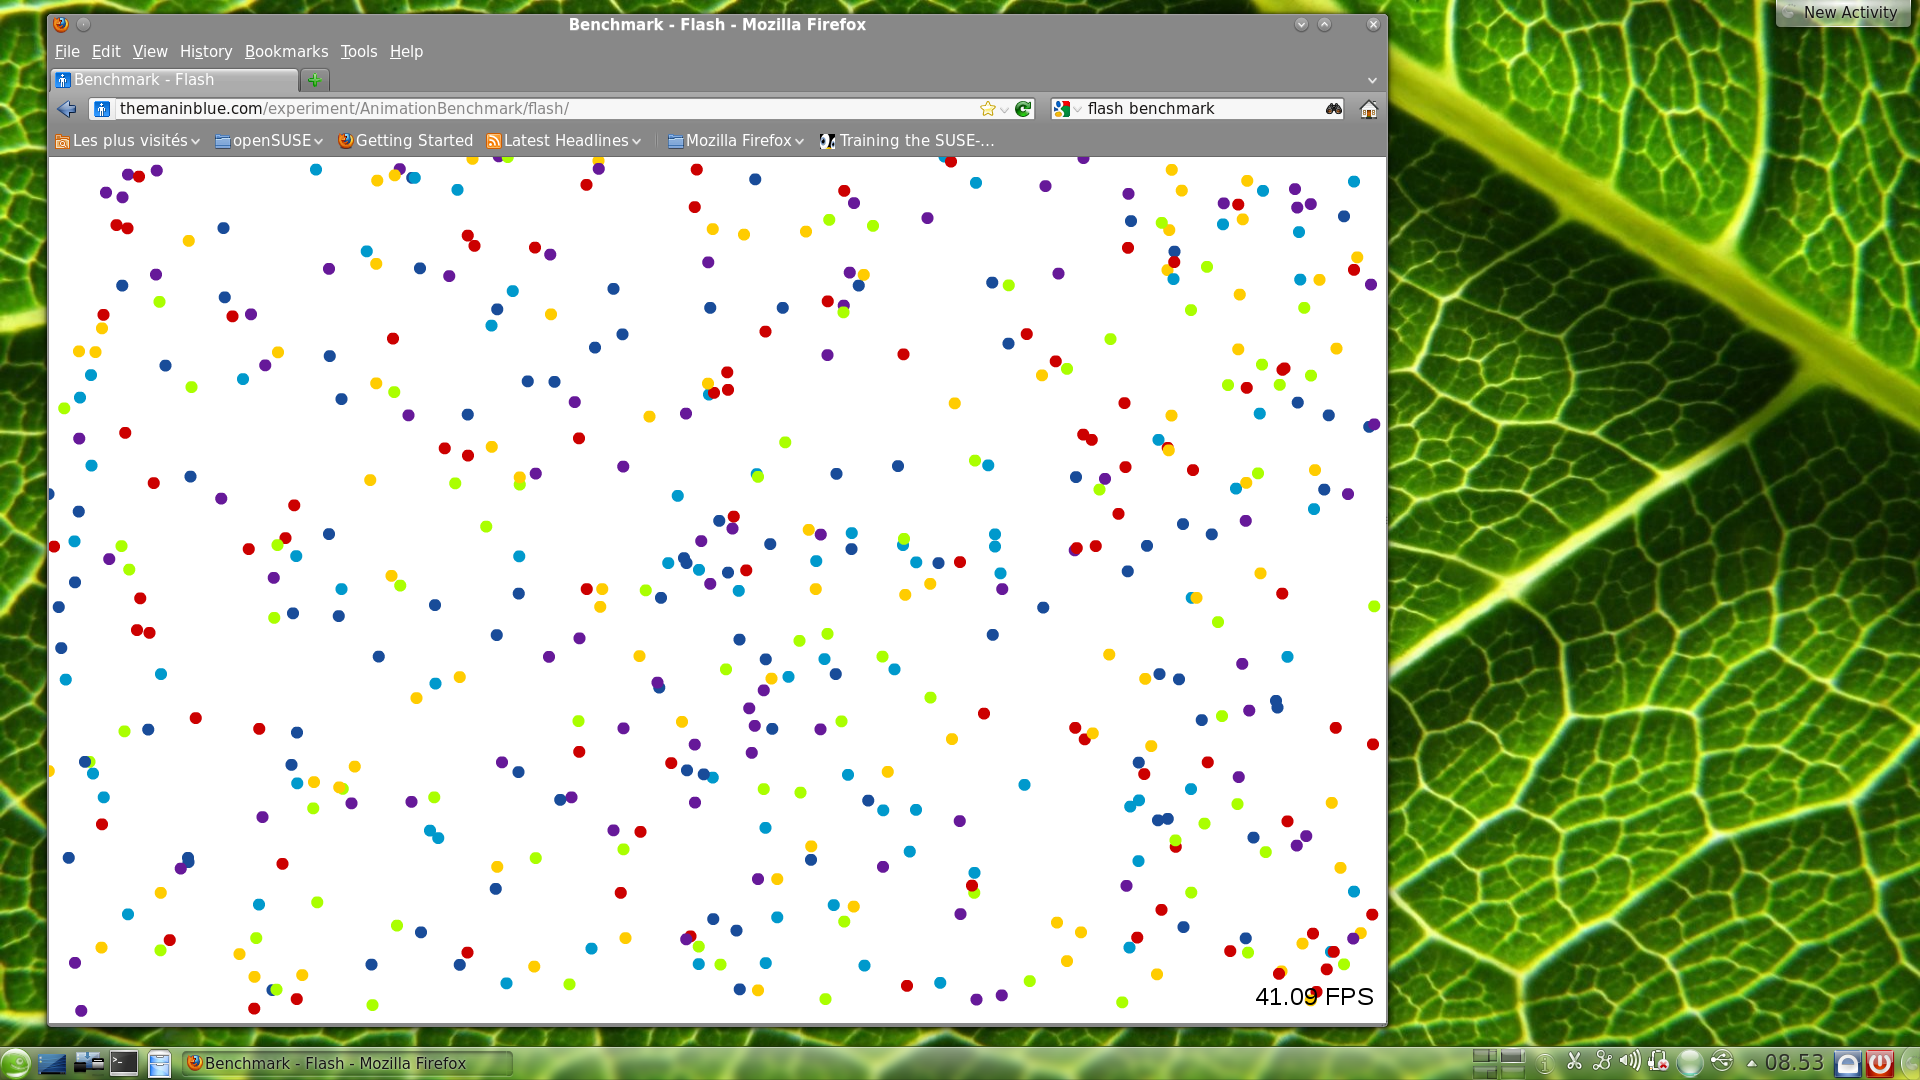 New Activity
Benchmark - Flash - Mozilla Firefox
File Edit View History Bookmarks Tools Help
Benchmark - Flash
themaninblue.com/experiment/AnimationBenchmark/flash/ flash benchmark
Les plus visités openSUSE Getting Started Latest Headlines Mozilla Firefox Training the SUSE-...
41.09 FPS
Benchmark - Flash - Mozilla Firefox 08.53